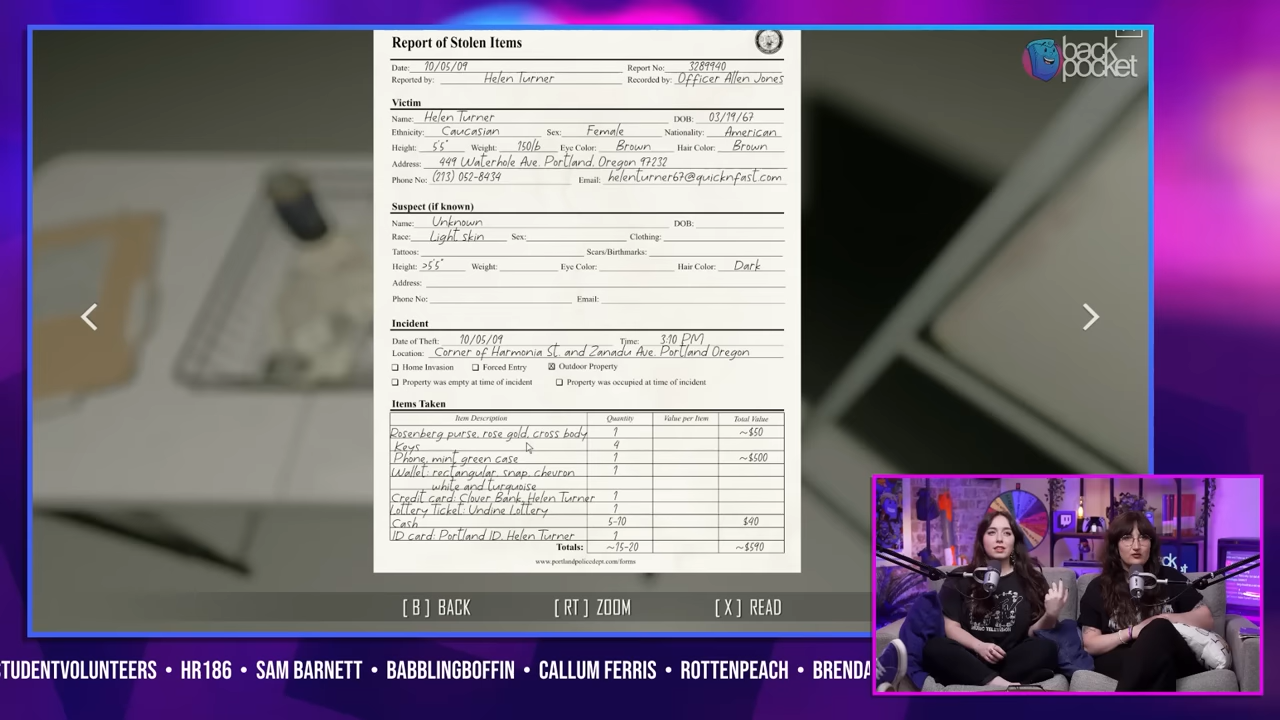 back
pocket
Report of Stolen Items
Date: 10/05/09 Report No: 3289940
Reported by: Helen Turner Recorded by: Officer Allen Jones
Victim
Name: Helen Turner DOB: 03/19/67
Ethnicity: Caucasian Sex: Female Nationality: American
Height: 5'5" Weight: 150lb Eye Color: Brown Hair Color: Brown
Address: 449 Waterhole Ave. Portland, Oregon 97232
Phone No: (213) 052-8434 Email: helenturner67@quicknfast.com
Suspect (if known)
Name: Unknown DOB:
Race: Light skin Sex: Clothing:
Tattoos: Scars/Birthmarks:
Height: >5'5" Weight: Eye Color: Hair Color: Dark
Address:
Phone No: Email:
Incident
Date of Theft: 10/05/09 Time: 3:10 PM
Location: Corner of Harmonia St. and Zanadu Ave. Portland Oregon
Home Invasion Forced Entry Outdoor Property
Property was empty at time of incident Property was occupied at time of incident
Items Taken
Item Description Quantity Value per Item Total Value
Rosenberg purse, rose gold, cross body 1 ~$50
Keys 4
Phone, mint green case 1 ~$500
Wallet: rectangular, snap, chevron 1
white and turquoise
Credit card: Clover Bank, Helen Turner 1
Lottery Ticket: Undine Lottery 1
Cash 5-10 $40
ID card: Portland ID, Helen Turner 1
Totals: ~15-20 ~$590
www.portlandpolicedept.com/forms
[ B ] BACK [ RT ] ZOOM [ X ] READ
STUDENTVOLUNTEERS • HR186 • SAM BARNETT • BABBLINGBOFFIN • CALLUM FERRIS • ROTTENPEACH • BRENDA